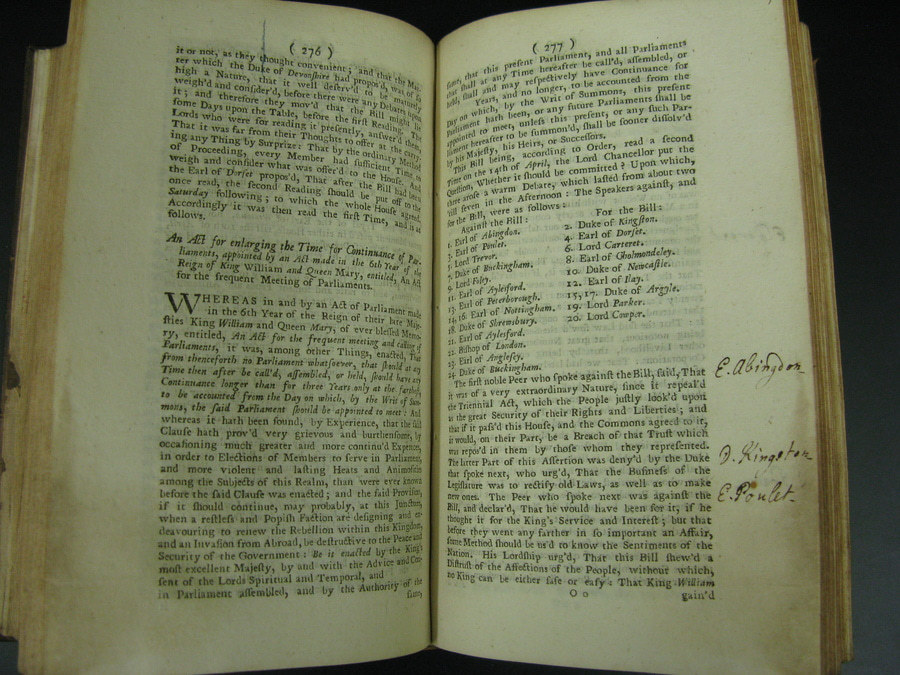 ( 276 )
it or not, as they thought convenient; and that the Mat-
ter which the Duke of Devonshire had propos'd, was of so
high a Nature, that it well deserv'd to be maturely
weigh'd and consider'd, before there were any Debates upon
it; and therefore they mov'd that the Bill might lie
some Days upon the Table, before the first Reading. The
Lords who were for reading it presently, answer'd them,
That it was far from their Thoughts to offer at the carry-
ing any Thing by Surprize: That by the ordinary Method
of Proceeding, every Member had sufficient Time to
weigh and consider what was offer'd to the House. And
the Earl of Dorset propos'd, That after the Bill had been
once read, the second Reading should be put off to the
Saturday following; to which the whole House agreed.
Accordingly it was then read the first Time, and is as
follows.
An Act for enlarging the Time for Continuance of Par-
liaments, appointed by an Act made in the 6th Year of the
Reign of King William and Queen Mary, entitled, An Act
for the frequent Meeting of Parliaments.
WHEREAS in and by an Act of Parliament made
in the 6th Year of the Reign of their late Maje-
sties King William and Queen Mary, of ever blessed Memo-
ry, entitled, An Act for the frequent meeting and calling of
Parliaments, it was, among other Things, enacted, That
from thenceforth no Parliament whatsoever, that should at any
Time then after be call'd, assembled, or held, should have any
Continuance longer than for three Years only at the farthest,
to be accounted from the Day on which, by the Writ of Sum-
mons, the said Parliament should be appointed to meet: And
whereas it hath been found, by Experience, that the said
Clause hath prov'd very grievous and burthensome, by
occasioning much greater and more continu'd Expences,
in order to Elections of Members to serve in Parliament,
and more violent and lasting Heats and Animosities
among the Subjects of this Realm, than were ever known
before the said Clause was enacted; and the said Provision,
if it should continue, may probably, at this Juncture,
when a restless and Popish Faction are designing and en-
deavouring to renew the Rebellion within this Kingdom,
and an Invasion from Abroad, be destructive to the Peace and
Security of the Government: Be it enacted by the King's
most excellent Majesty, by and with the Advice and Con-
sent of the Lords Spiritual and Temporal, and
in Parliament assembled, and by the Authority of the
same,
( 277 )
same, that this present Parliament, and all Parliaments
that shall at any Time hereafter be call'd, assembled, or
held, shall and may respectively have Continuance for
Years, and no longer, to be accounted from the
Day on which, by the Writ of Summons, this present
Parliament hath been, or any future Parliaments shall be
appointed to meet, unless this present, or any such Par-
liament hereafter to be summon'd, shall be sooner dissolv'd
by his Majesty, his Heirs, or Successors.
The Bill being, according to Order, read a second
Time on the 14th of April, the Lord Chancellor put the
Question, Whether it should be committed? Upon which,
there arose a warm Debate, which lasted from about two
till seven in the Afternoon: The Speakers against, and
for the Bill, were as follows:
Against the Bill:
1. Earl of Abingdon.
3. Earl of Poulet.
5. Lord Trevor.
7. Duke of Buckingham.
9. Lord Foley.
11. Earl of Aylesford.
13. Earl of Peterborough.
14, 16. Earl of Nottingham.
18. Duke of Shrewsbury.
21. Earl of Aylesford.
22. Bishop of London.
23. Earl of Anglesey.
24. Duke of Buckingham.
For the Bill:
2. Duke of Kingston.
4. Earl of Dorset.
6. Lord Carteret.
8. Earl of Cholmondeley.
10. Duke of Newcastle.
12. Earl of Ilay.
15, 17. Duke of Argyle.
19. Lord Parker.
20. Lord Cowper.
The first noble Peer who spoke against the Bill, said, That
it was of a very extraordinary Nature, since it repeal'd
the Triennial Act, which the People justly look'd upon
as the great Security of their Rights and Liberties; and
that if it pass'd this House, and the Commons agreed to it,
it would, on their Part, be a Breach of that Trust which
was repos'd in them by those whom they represented.
The latter Part of this Assertion was deny'd by the Duke
that spoke next, who urg'd, That the Business of the
Legislature was to rectify old Laws, as well as to make
new ones. The Peer who spoke next was against the
Bill, and declar'd, That he would have been for it, if he
thought it for the King's Service and Interest; but that
before they went any farther in so important an Affair,
some Method should be us'd to know the Sentiments of the
Nation. His Lordship urg'd, That this Bill shew'd a
Distrust of the Affections of the People, without which,
no King can be either safe or easy: That King William
O o
gain'd
E. Abingdon
D. Kingston
E. Poulet.